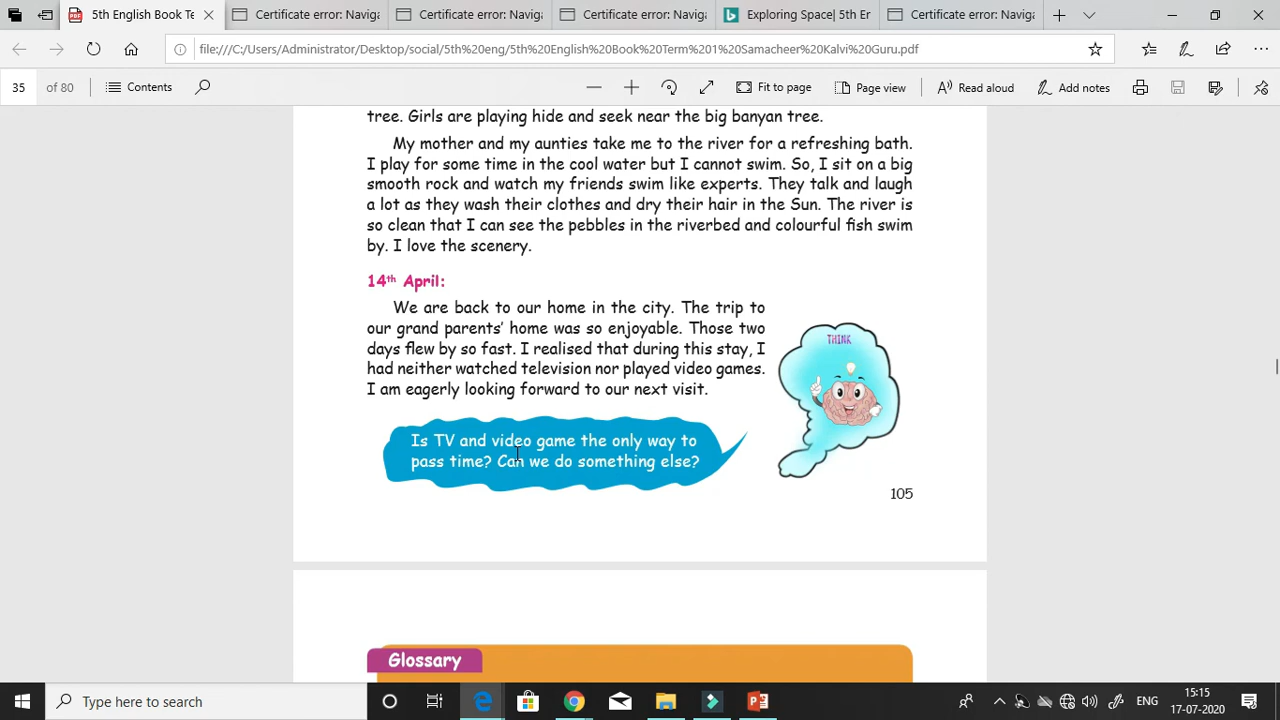 5th English Book Te
Certificate error: Naviga
Certificate error: Naviga
Certificate error: Naviga
Exploring Space| 5th Er
Certificate error: Naviga
file:///C:/Users/Administrator/Desktop/social/5th%20eng/5th%20English%20Book%20Term%201%20Samacheer%20Kalvi%20Guru.pdf
35 of 80 Contents Fit to page Page view Read aloud Add notes
tree. Girls are playing hide and seek near the big banyan tree.
My mother and my aunties take me to the river for a refreshing bath.
I play for some time in the cool water but I cannot swim. So, I sit on a big
smooth rock and watch my friends swim like experts. They talk and laugh
a lot as they wash their clothes and dry their hair in the Sun. The river is
so clean that I can see the pebbles in the riverbed and colourful fish swim
by. I love the scenery.
14th April:
We are back to our home in the city. The trip to
our grand parents' home was so enjoyable. Those two
days flew by so fast. I realised that during this stay, I
had neither watched television nor played video games.
I am eagerly looking forward to our next visit.
THINK
Is TV and video game the only way to
pass time? Can we do something else?
105
Glossary
Type here to search
ENG
15:15
17-07-2020